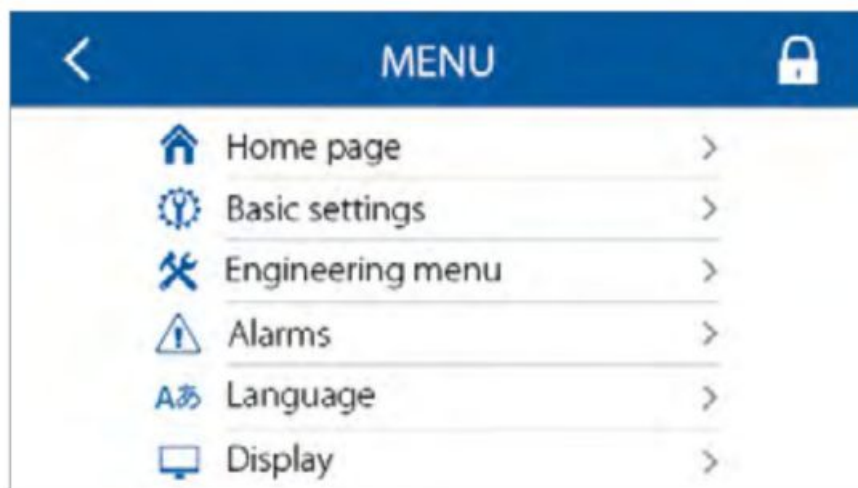 MENU
Home page
Basic settings
Engineering menu
Alarms
Aあ Language
Display